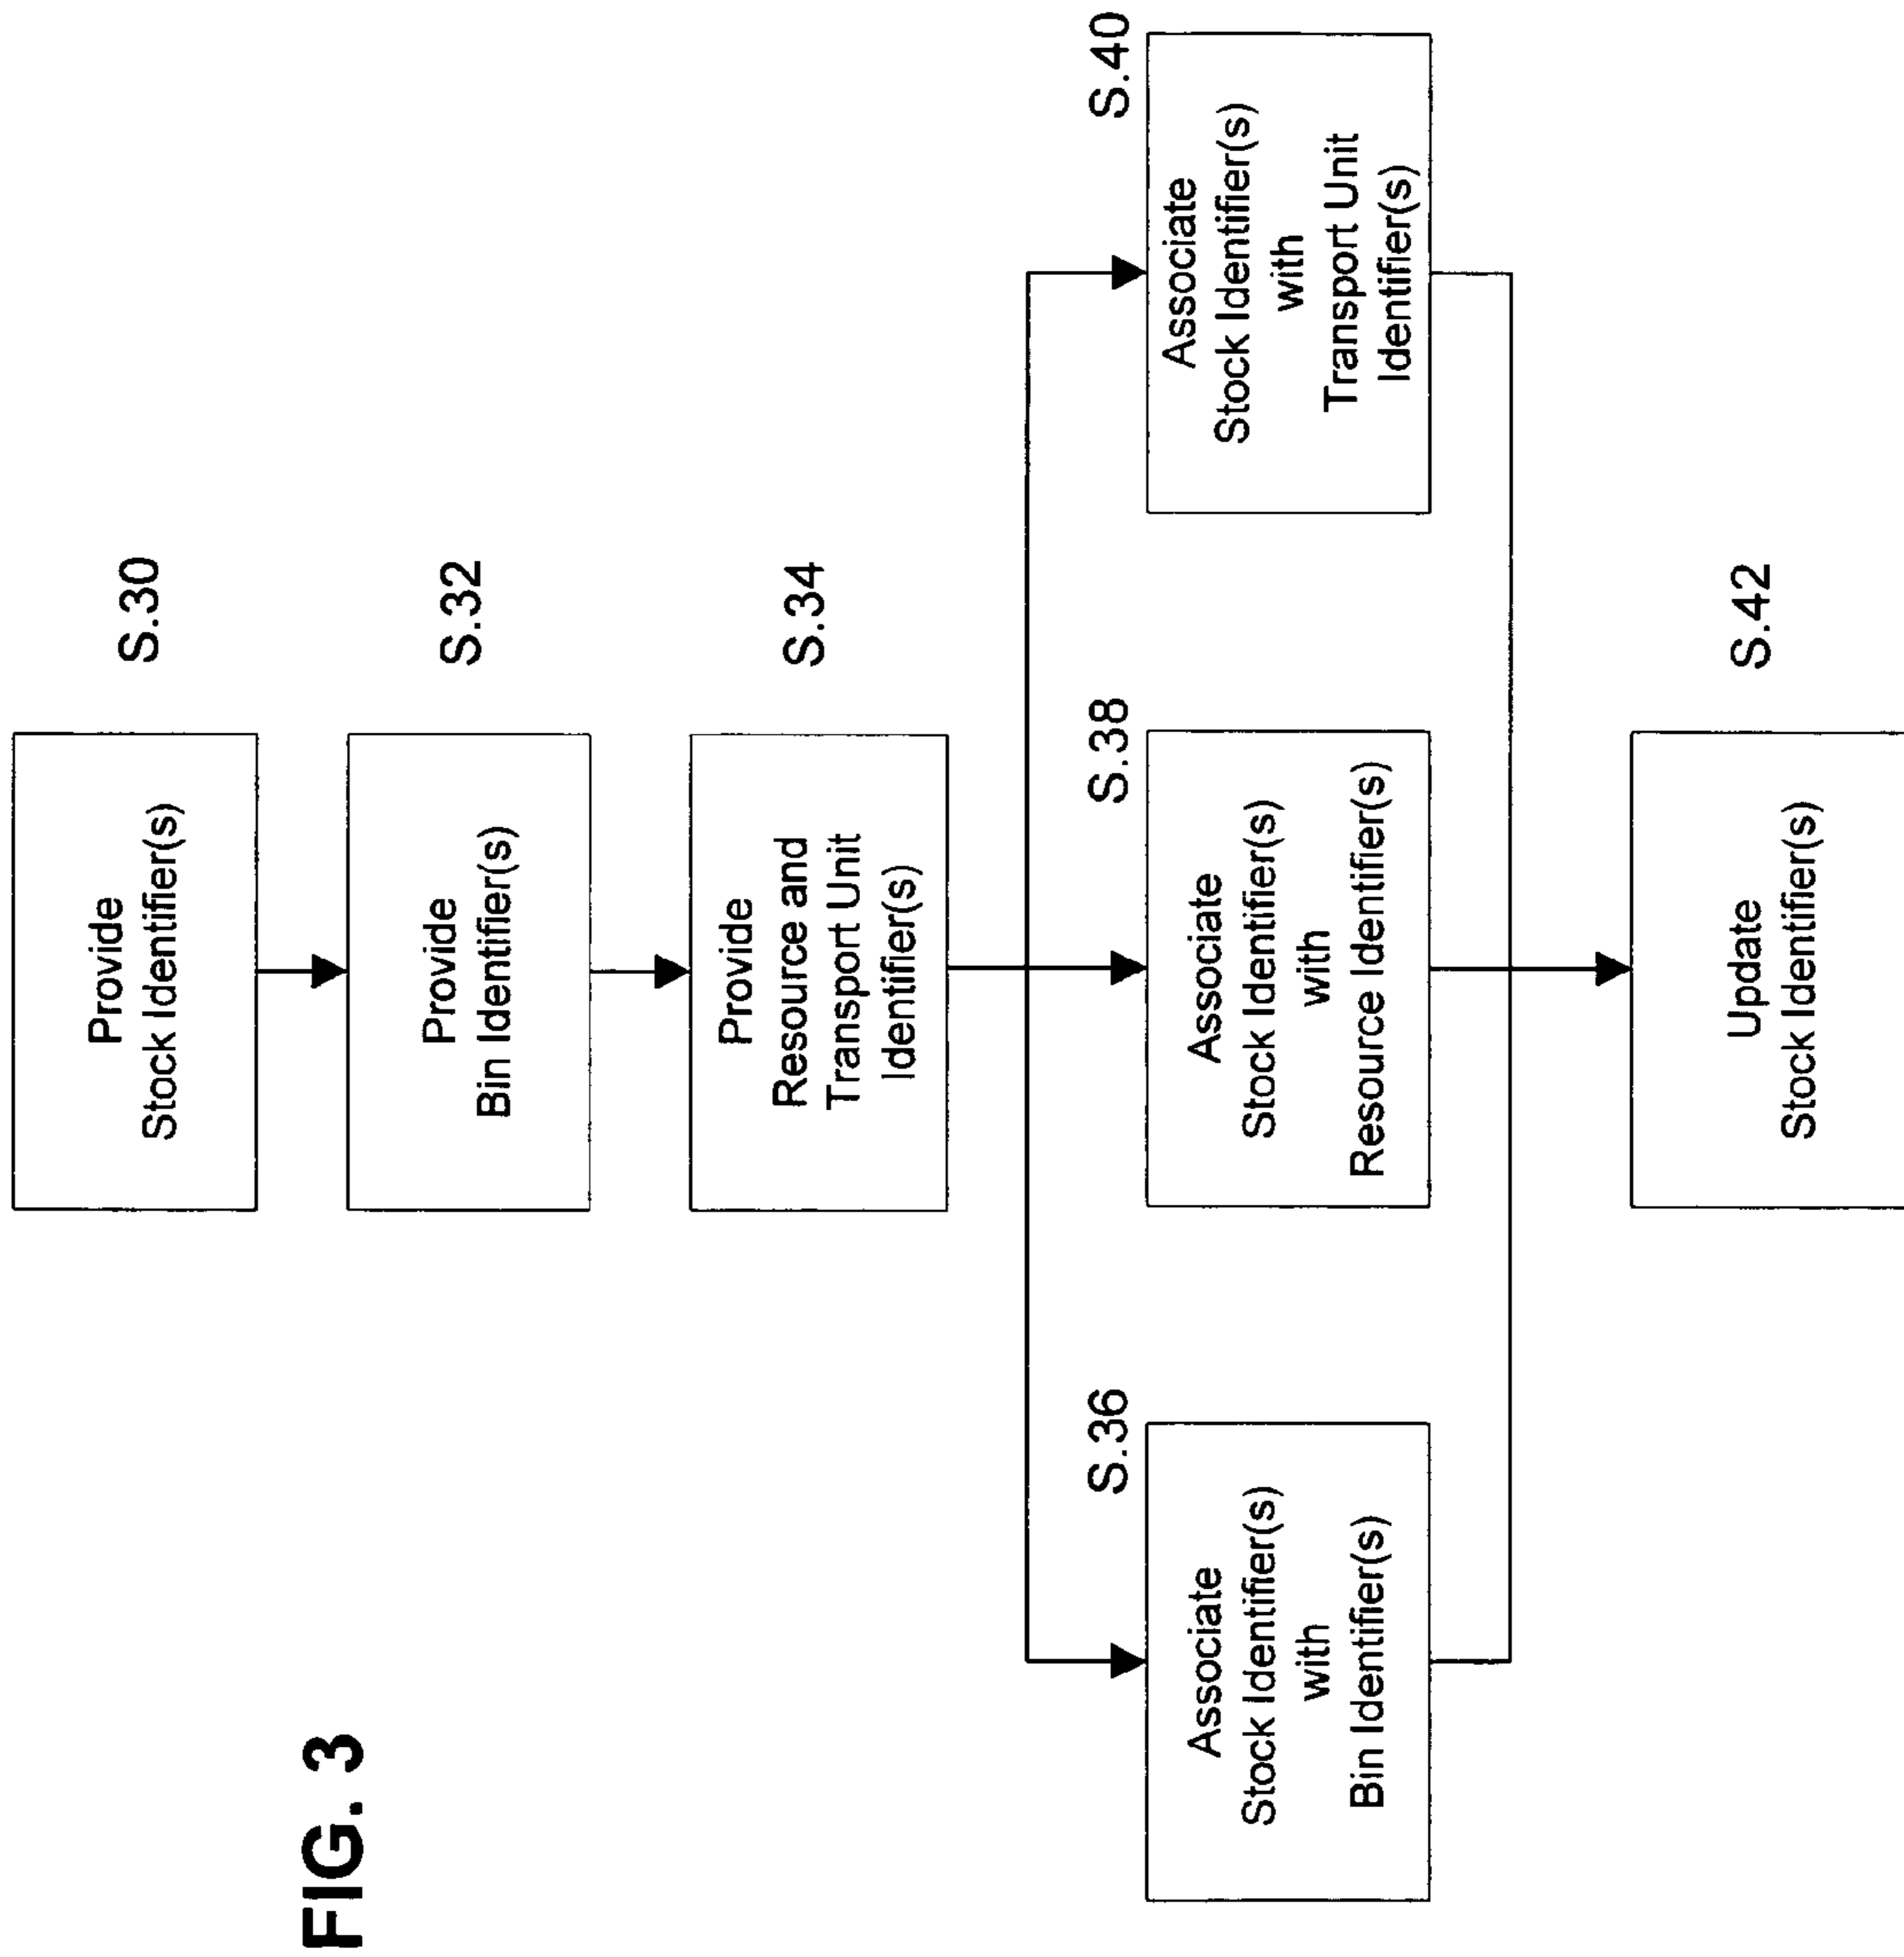 FIG. 3
S.30
Provide
Stock Identifier(s)
S.32
Provide
Bin Identifier(s)
S.34
Provide
Resource and
Transport Unit
Identifier(s)
S.36
Associate
Stock Identifier(s)
with
Bin Identifier(s)
S.38
Associate
Stock Identifier(s)
with
Resource Identifier(s)
S.40
Associate
Stock Identifier(s)
with
Transport Unit
Identifier(s)
S.42
Update
Stock Identifier(s)